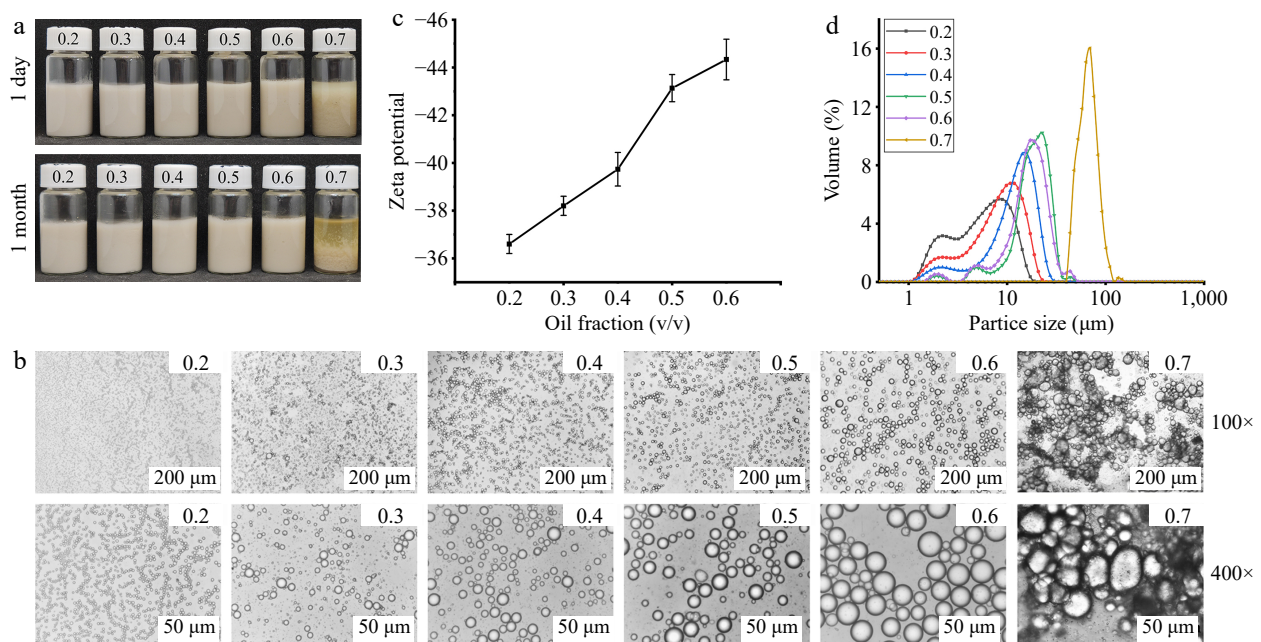 a
1 day
0.2 0.3 0.4 0.5 0.6 0.7
1 month
0.2 0.3 0.4 0.5 0.6 0.7
c
Zeta potential
−46
−44
−42
−40
−38
−36
0.2 0.3 0.4 0.5 0.6
Oil fraction (v/v)
d
Volume (%)
16
12
8
4
0
0.2
0.3
0.4
0.5
0.6
0.7
1 10 100 1,000
Partice size (μm)
b
0.2 0.3 0.4 0.5 0.6 0.7
100×
200 μm 200 μm 200 μm 200 μm 200 μm 200 μm
0.2 0.3 0.4 0.5 0.6 0.7
400×
50 μm 50 μm 50 μm 50 μm 50 μm 50 μm